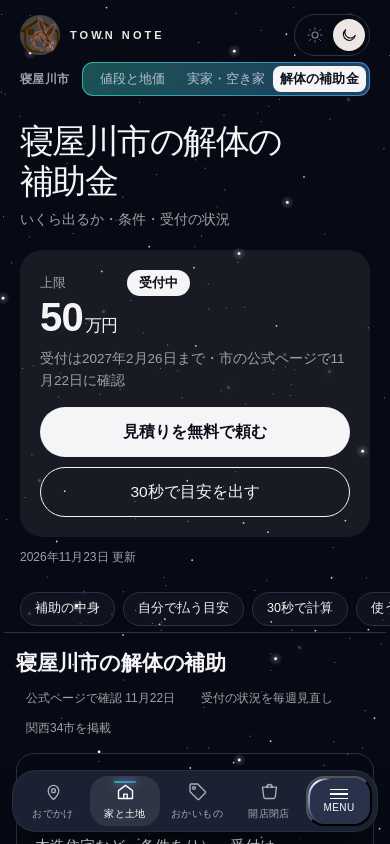 TOWN NOTE
寝屋川市 値段と地価 実家・空き家 解体の補助金
寝屋川市の解体の
補助金
いくら出るか・条件・受付の状況
上限 受付中
50万円
受付は2027年2月26日まで・市の公式ページで11
月22日に確認
見積りを無料で頼む
30秒で目安を出す
2026年11月23日 更新
補助の中身 自分で払う目安 30秒で計算 使
寝屋川市の解体の補助
公式ページで確認 11月22日 受付の状況を毎週見直し
関西34市を掲載
おでかけ 家と土地 おかいもの 開店閉店 MENU